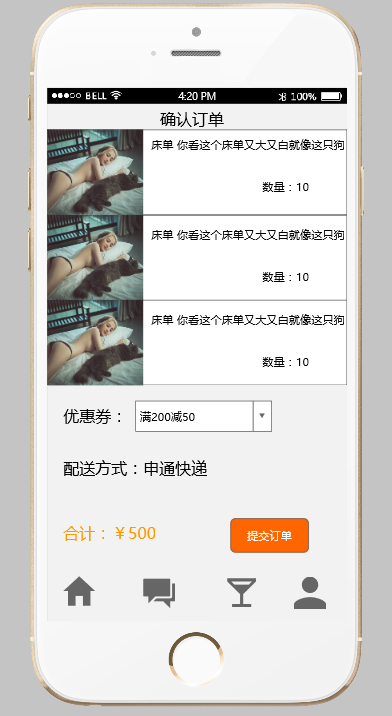 BELL 4:20 PM 100%
确认订单
床单 你看这个床单又大又白就像这只狗
数量：10
床单 你看这个床单又大又白就像这只狗
数量：10
床单 你看这个床单又大又白就像这只狗
数量：10
优惠券： 满200减50
配送方式：申通快递
合计：￥500 提交订单